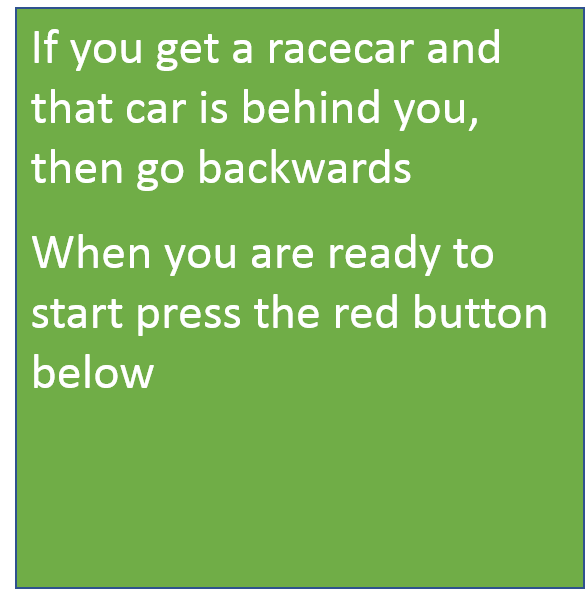 If you get a racecar and
that car is behind you,
then go backwards
When you are ready to
start press the red button
below